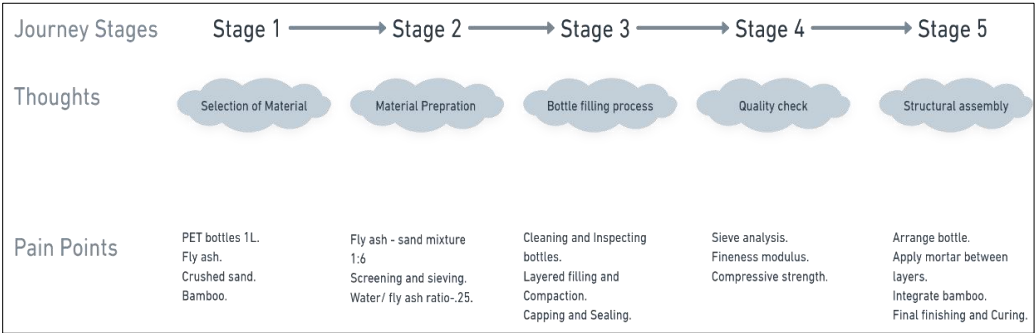 Journey Stages
Stage 1
Stage 2
Stage 3
Stage 4
Stage 5
Thoughts
Selection of Material
Material Prepration
Bottle filling process
Quality check
Structural assembly
Pain Points
PET bottles 1L.
Fly ash.
Crushed sand.
Bamboo.
Fly ash - sand mixture
1:6
Screening and sieving.
Water/ fly ash ratio-.25.
Cleaning and Inspecting
bottles.
Layered filling and
Compaction.
Capping and Sealing.
Sieve analysis.
Fineness modulus.
Compressive strength.
Arrange bottle.
Apply mortar between
layers.
Integrate bamboo.
Final finishing and Curing.